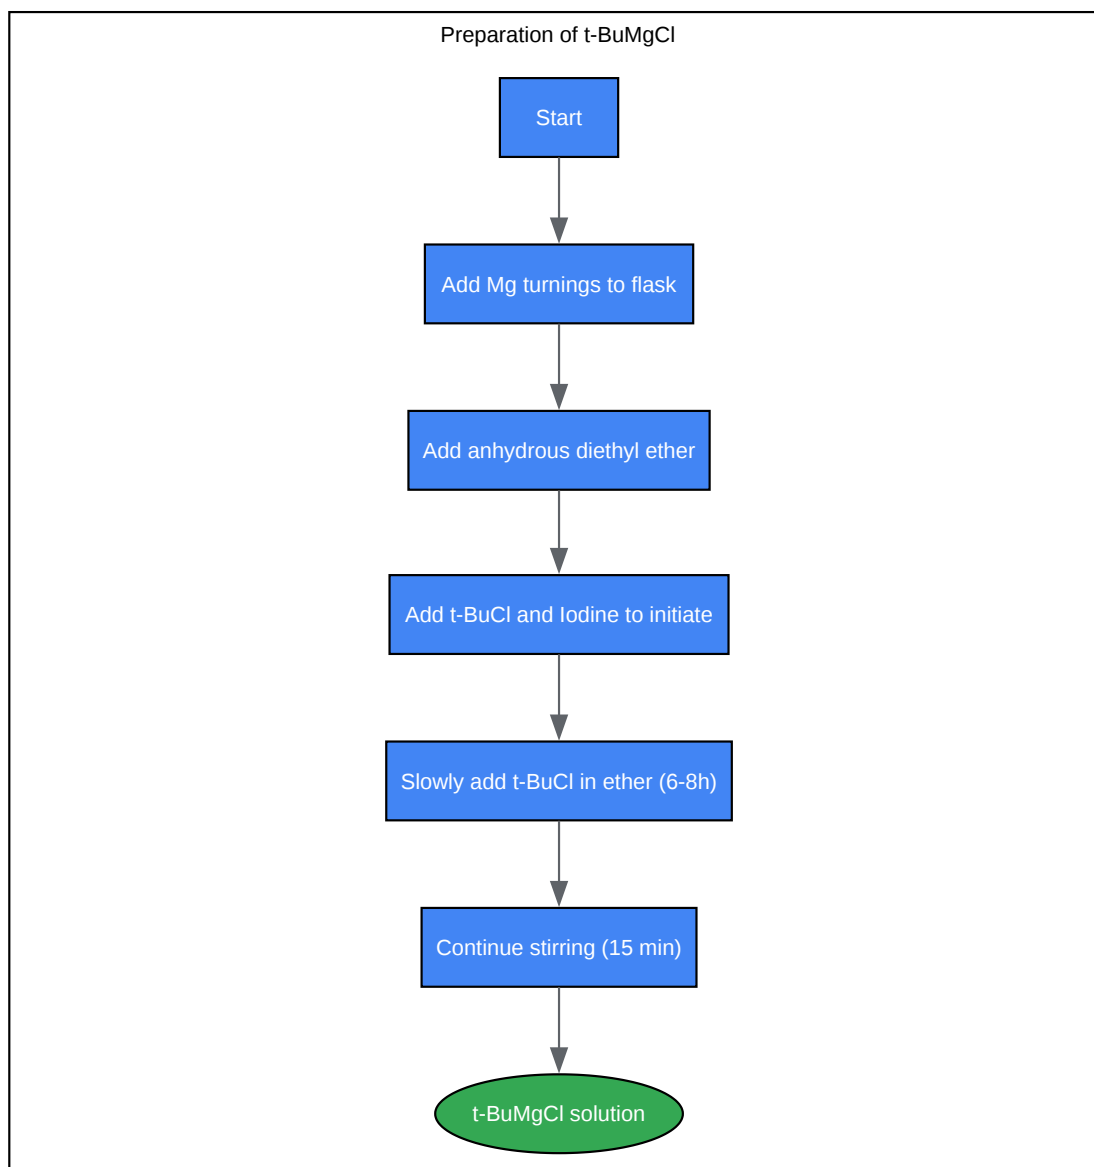 Preparation of t-BuMgCl
Start
Add Mg turnings to flask
Add anhydrous diethyl ether
Add t-BuCl and Iodine to initiate
Slowly add t-BuCl in ether (6-8h)
Continue stirring (15 min)
t-BuMgCl solution